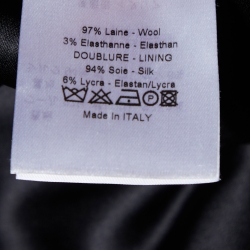 97% Laine - Wool
3% Elasthanne - Elasthan
DOUBLURE - LINING
94% Soie - Silk
6% Lycra - Elastan/Lycra
Made in ITALY